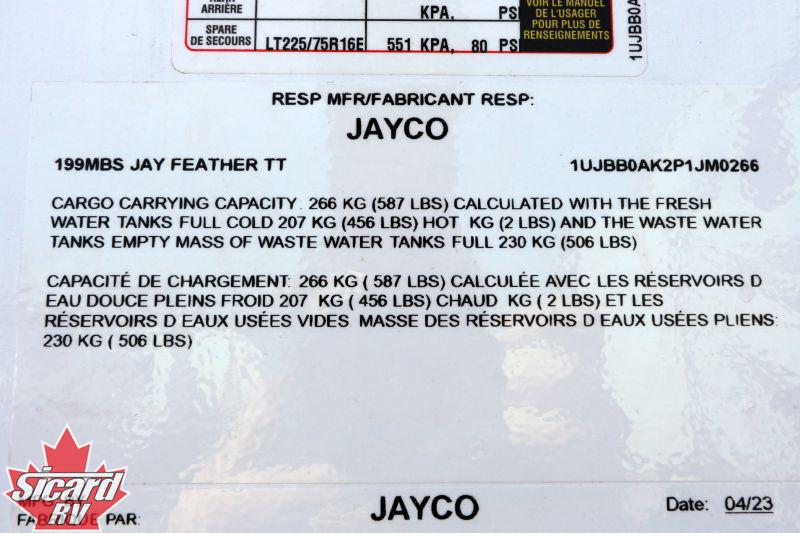 ARRIÈRE
KPA, PSI
VOIR LE MANUEL
DE L'USAGER
POUR PLUS DE
RENSEIGNEMENTS
SPARE
DE SECOURS LT225/75R16E 551 KPA, 80 PSI
1UJBB0A
RESP MFR/FABRICANT RESP:
JAYCO
199MBS JAY FEATHER TT 1UJBB0AK2P1JM0266
CARGO CARRYING CAPACITY: 266 KG (587 LBS) CALCULATED WITH THE FRESH
WATER TANKS FULL COLD 207 KG (456 LBS) HOT KG (2 LBS) AND THE WASTE WATER
TANKS EMPTY MASS OF WASTE WATER TANKS FULL 230 KG (506 LBS)
CAPACITÉ DE CHARGEMENT: 266 KG ( 587 LBS) CALCULÉE AVEC LES RÉSERVOIRS D
EAU DOUCE PLEINS FROID 207 KG ( 456 LBS) CHAUD KG ( 2 LBS) ET LES
RÉSERVOIRS D EAUX USÉES VIDES MASSE DES RÉSERVOIRS D EAUX USÉES PLIENS:
230 KG ( 506 LBS)
Sicard
RV
FABRIQUE PAR: JAYCO Date: 04/23